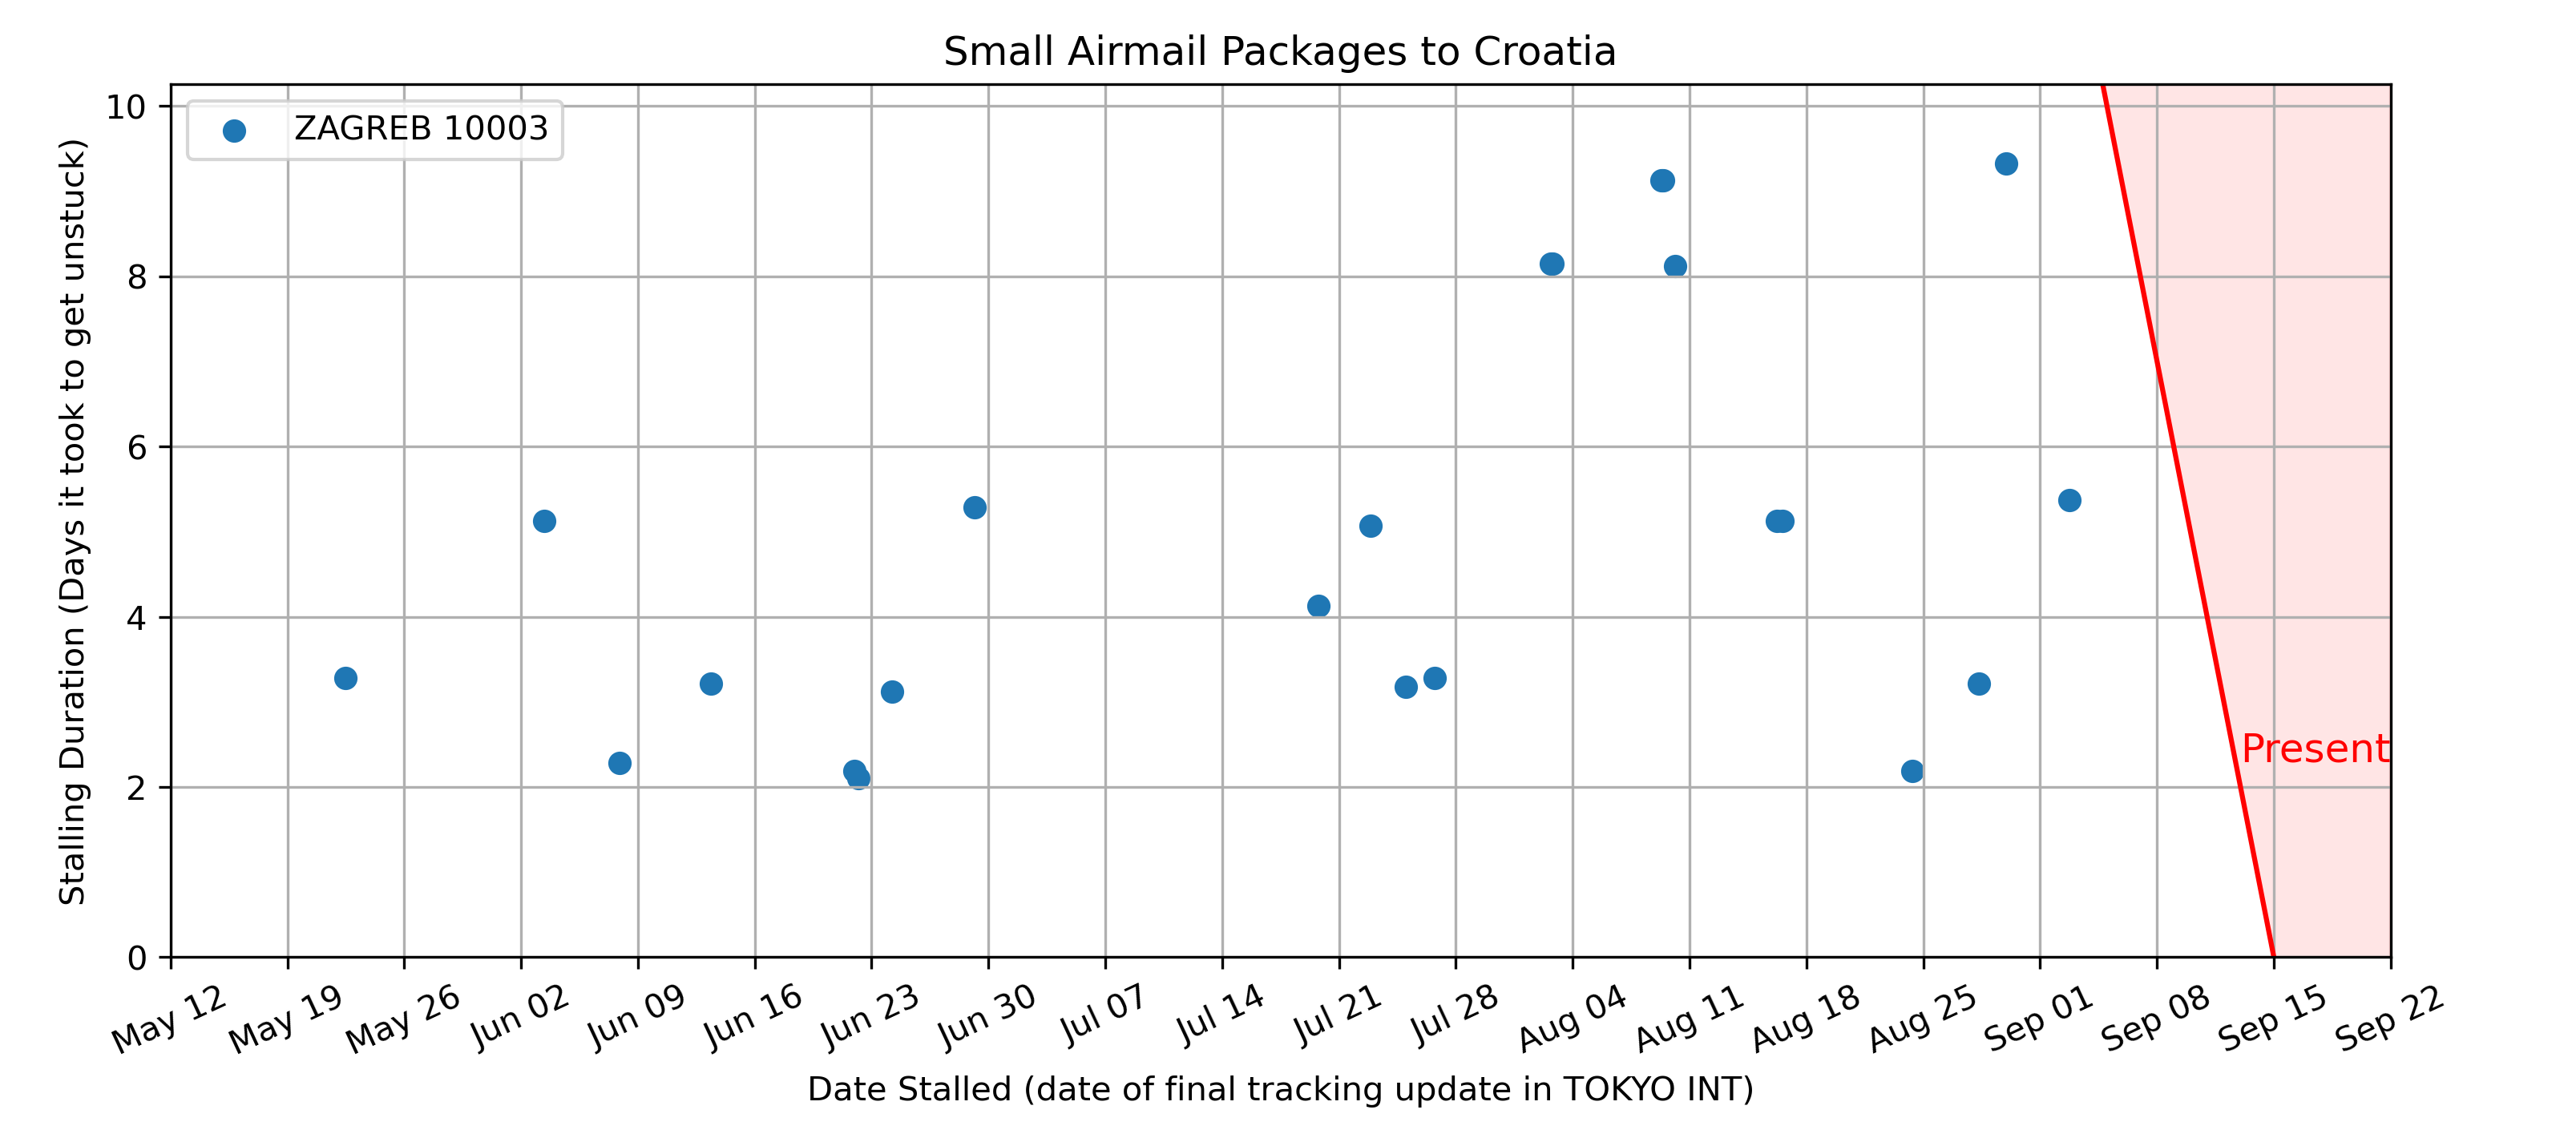 Small Airmail Packages to Croatia
ZAGREB 10003
Stalling Duration (Days it took to get unstuck)
10
8
6
4
2
0
Present
May 12 May 19 May 26 Jun 02 Jun 09 Jun 16 Jun 23 Jun 30 Jul 07 Jul 14 Jul 21 Jul 28 Aug 04 Aug 11 Aug 18 Aug 25 Sep 01 Sep 08 Sep 15 Sep 22
Date Stalled (date of final tracking update in TOKYO INT)